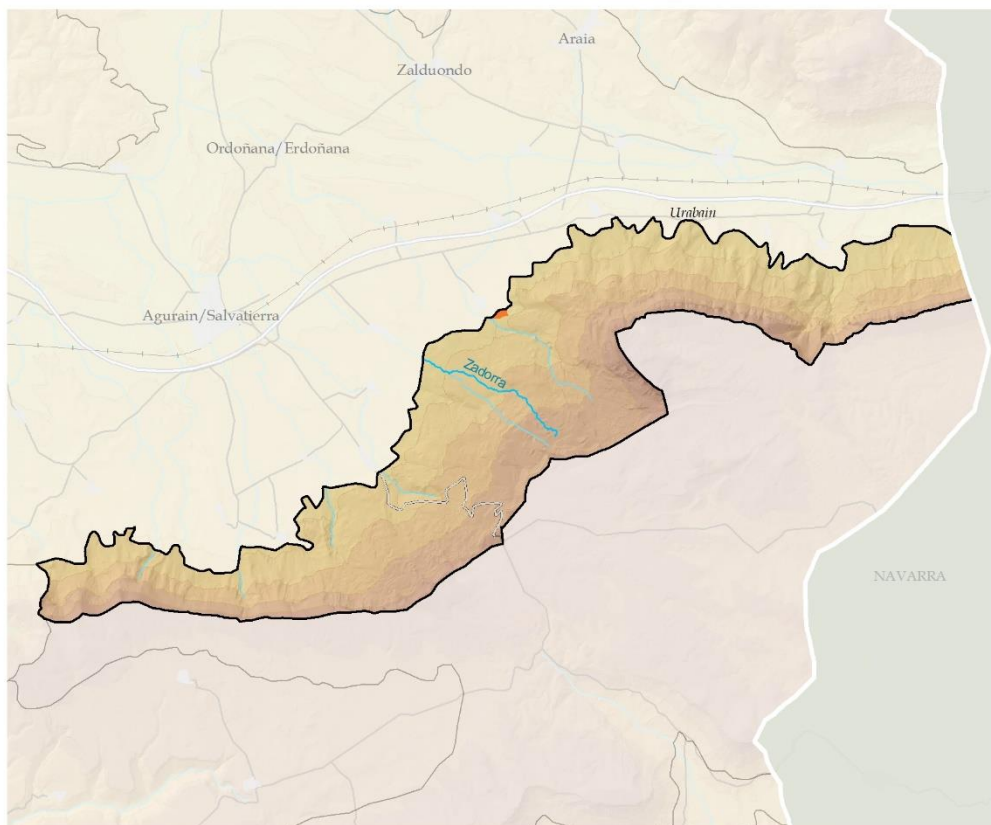 Araia
Zalduondo
Ordoñana/Erdoñana
Urabain
Agurain/Salvatierra
Zadorra
NAVARRA